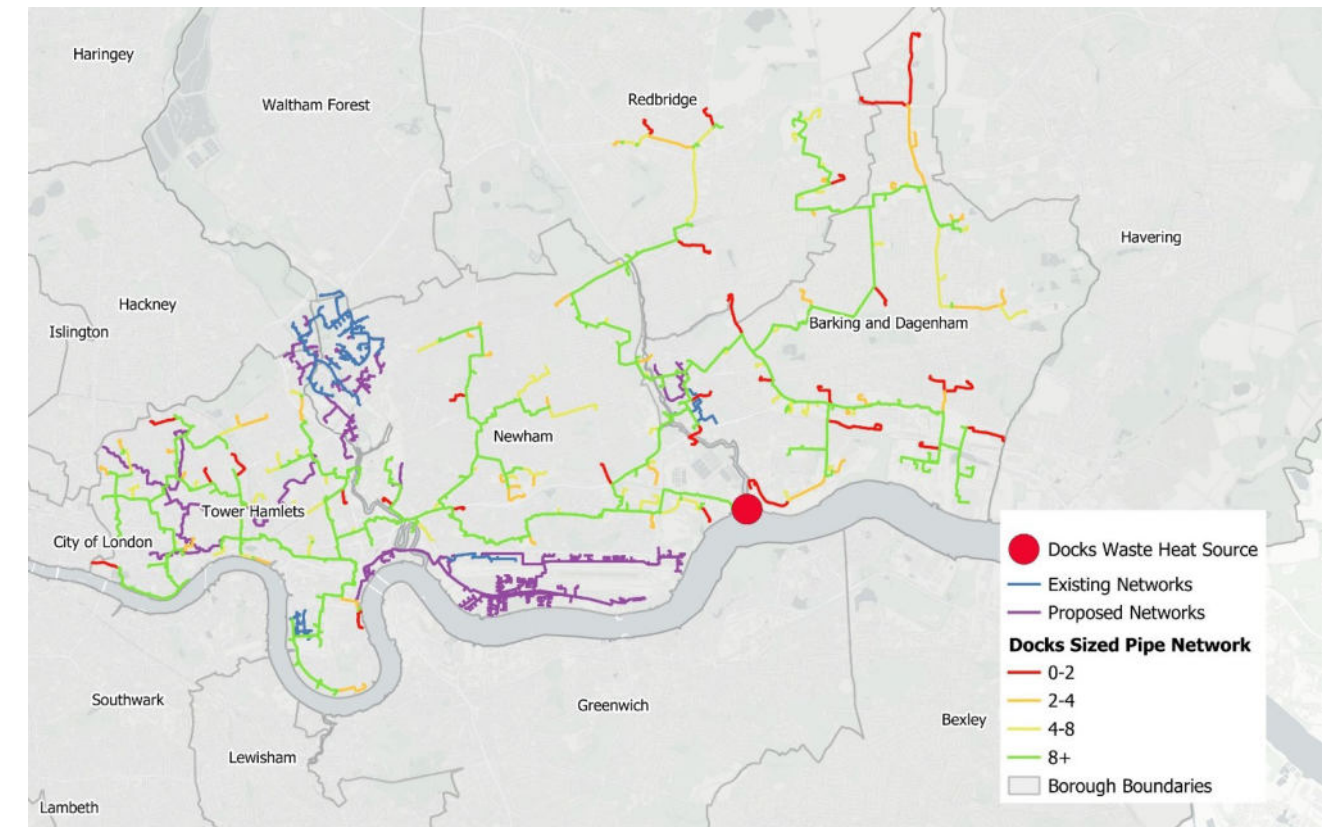 Haringey
Waltham Forest
Redbridge
Havering
Hackney
Islington
Barking and Dagenham
Newham
Tower Hamlets
City of London
Southwark
Greenwich
Bexley
Lewisham
Lambeth
Docks Waste Heat Source
Existing Networks
Proposed Networks
Docks Sized Pipe Network
0-2
2-4
4-8
8+
Borough Boundaries